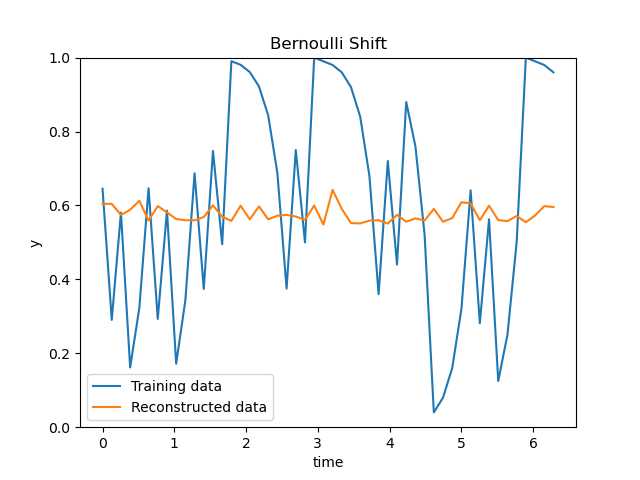 Bernoulli Shift
y
1.0
0.8
0.6
0.4
0.2
0.0
Training data
Reconstructed data
0 1 2 3 4 5 6
time